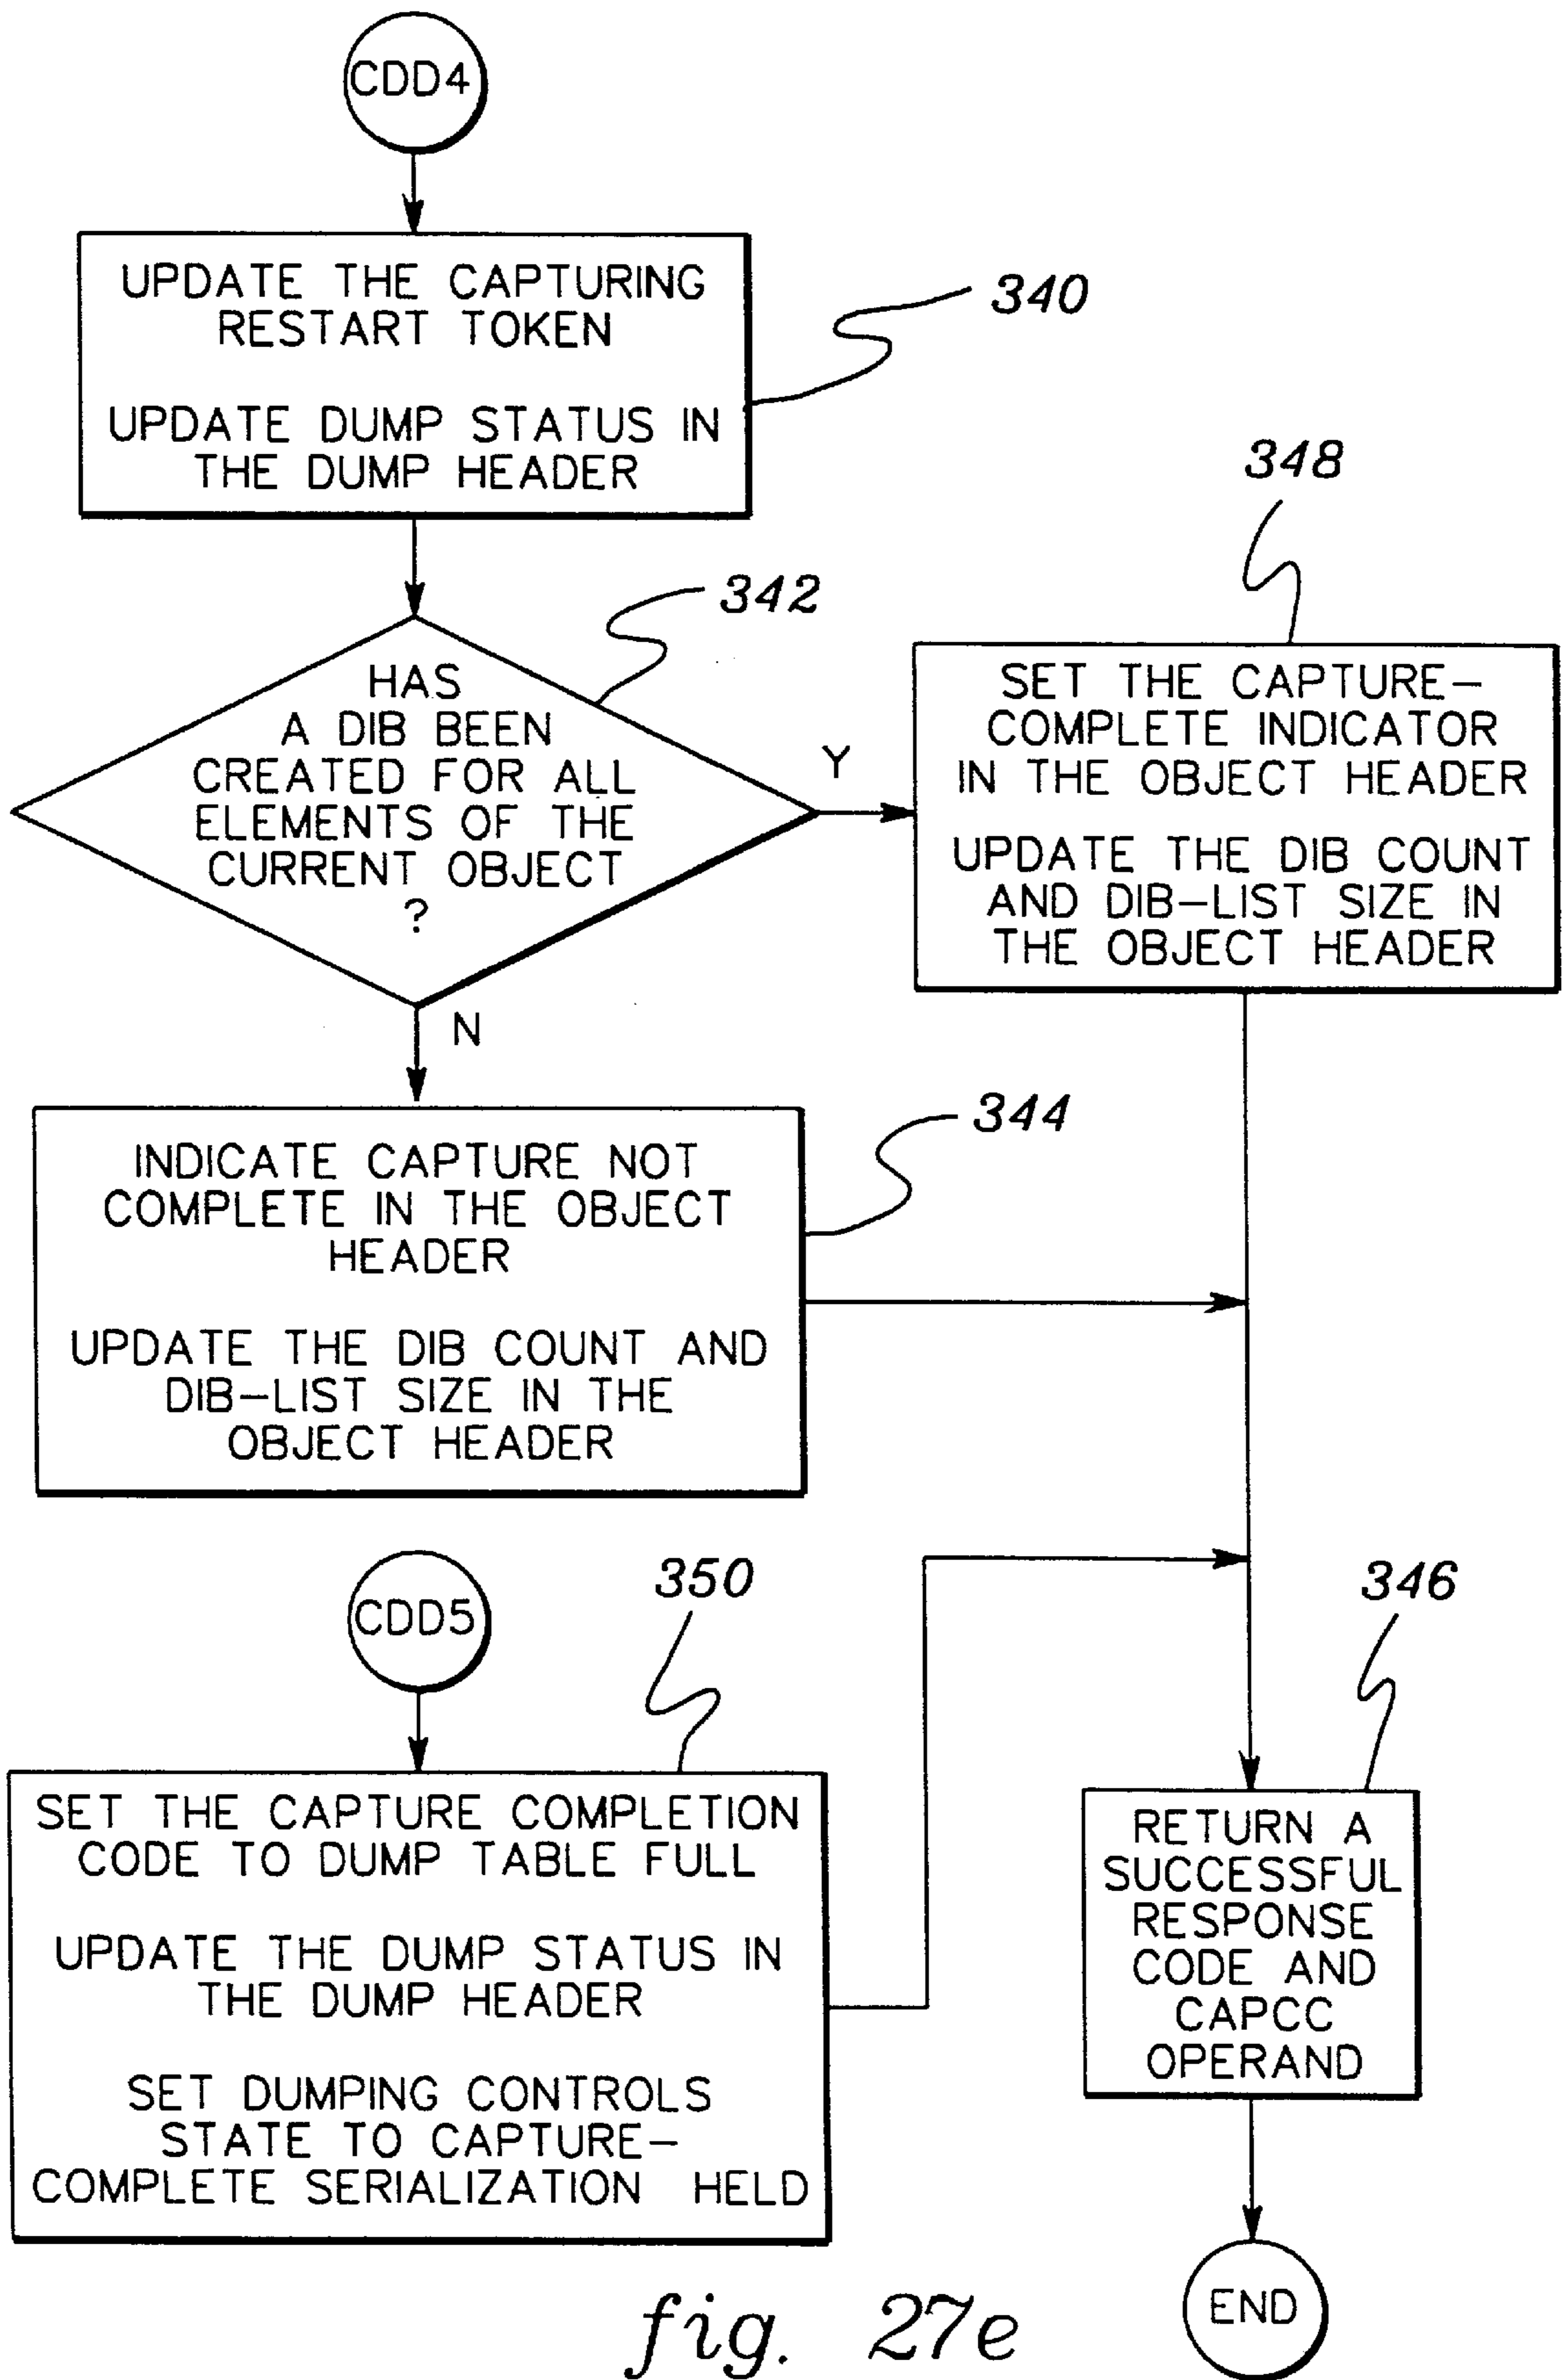 CDD4
UPDATE THE CAPTURING
RESTART TOKEN
UPDATE DUMP STATUS IN
THE DUMP HEADER
340
342
HAS
A DIB BEEN
CREATED FOR ALL
ELEMENTS OF THE
CURRENT OBJECT
?
Y
N
348
SET THE CAPTURE-
COMPLETE INDICATOR
IN THE OBJECT HEADER
UPDATE THE DIB COUNT
AND DIB-LIST SIZE IN
THE OBJECT HEADER
344
INDICATE CAPTURE NOT
COMPLETE IN THE OBJECT
HEADER
UPDATE THE DIB COUNT AND
DIB-LIST SIZE IN THE
OBJECT HEADER
CDD5
350
SET THE CAPTURE COMPLETION
CODE TO DUMP TABLE FULL
UPDATE THE DUMP STATUS IN
THE DUMP HEADER
SET DUMPING CONTROLS
STATE TO CAPTURE-
COMPLETE SERIALIZATION HELD
346
RETURN A
SUCCESSFUL
RESPONSE
CODE AND
CAPCC
OPERAND
END
fig. 27e